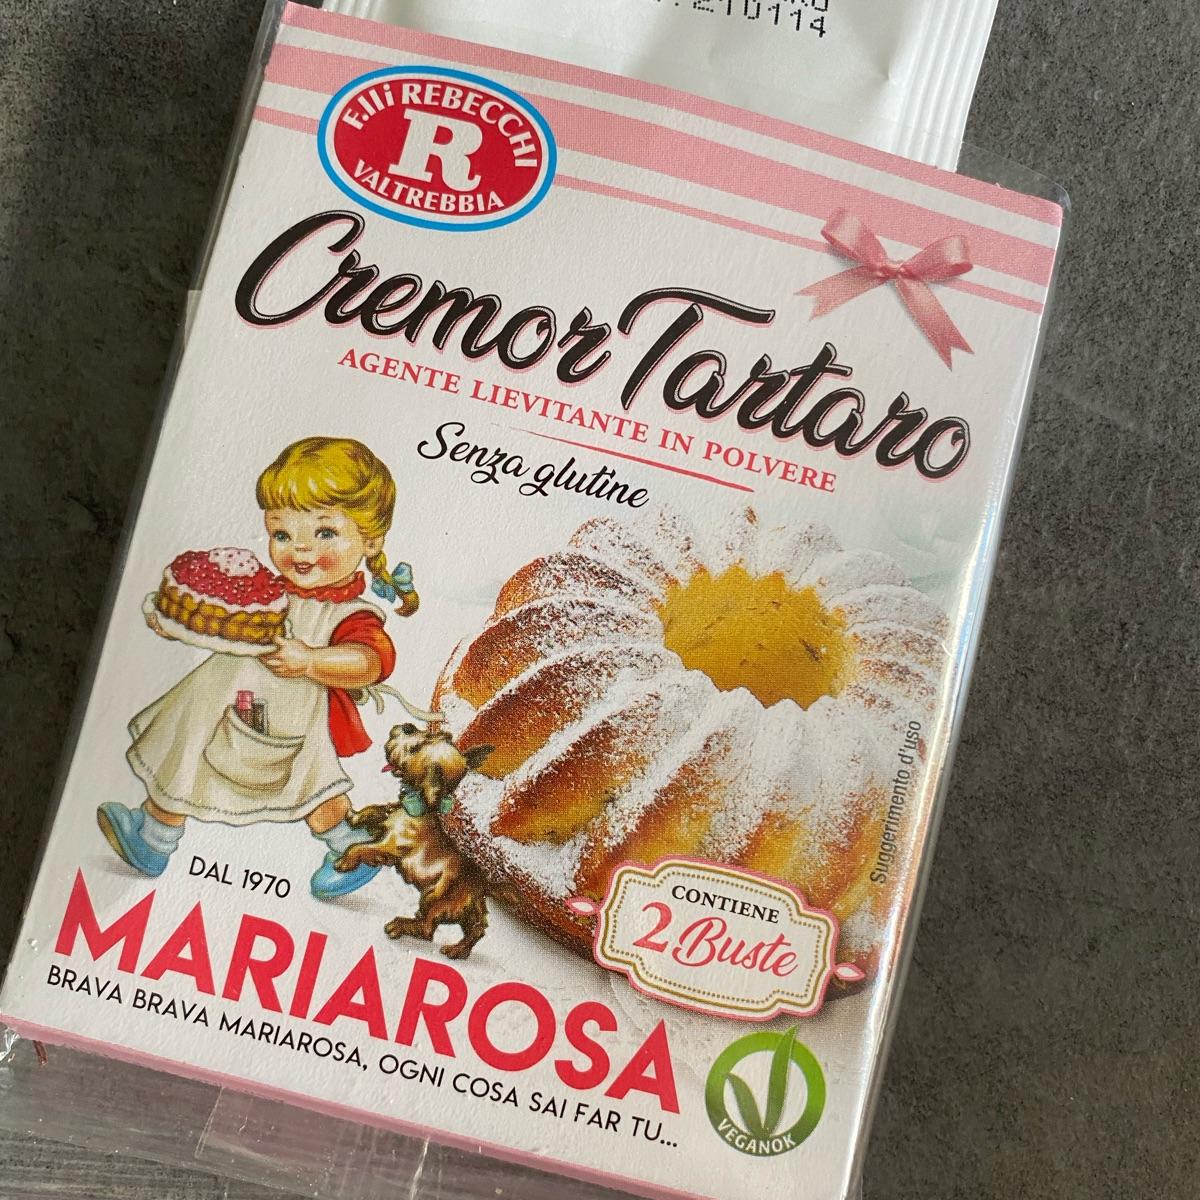 210114
F.lli REBECCHI
R
VALTREBBIA
Cremor Tartaro
AGENTE LIEVITANTE IN POLVERE
Senza glutine
Suggerimento d'uso
DAL 1970
CONTIENE
2 Buste
MARIAROSA
BRAVA BRAVA MARIAROSA, OGNI COSA SAI FAR TU...
VEGANOK